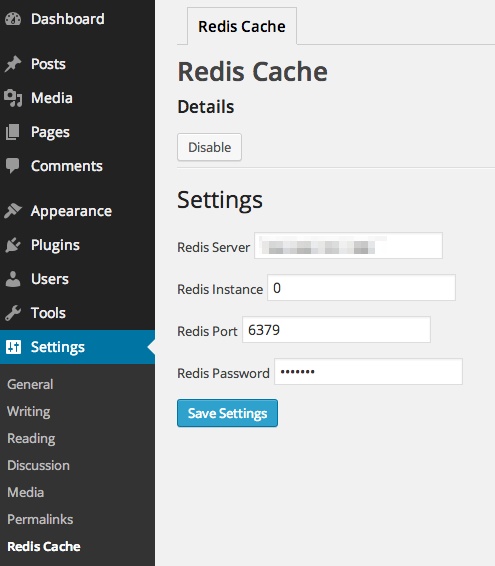 Dashboard
Posts
Media
Pages
Comments
Appearance
Plugins
Users
Tools
Settings
General
Writing
Reading
Discussion
Media
Permalinks
Redis Cache
Redis Cache
Redis Cache
Details
Disable
Settings
Redis Server
Redis Instance 0
Redis Port 6379
Redis Password •••••••
Save Settings